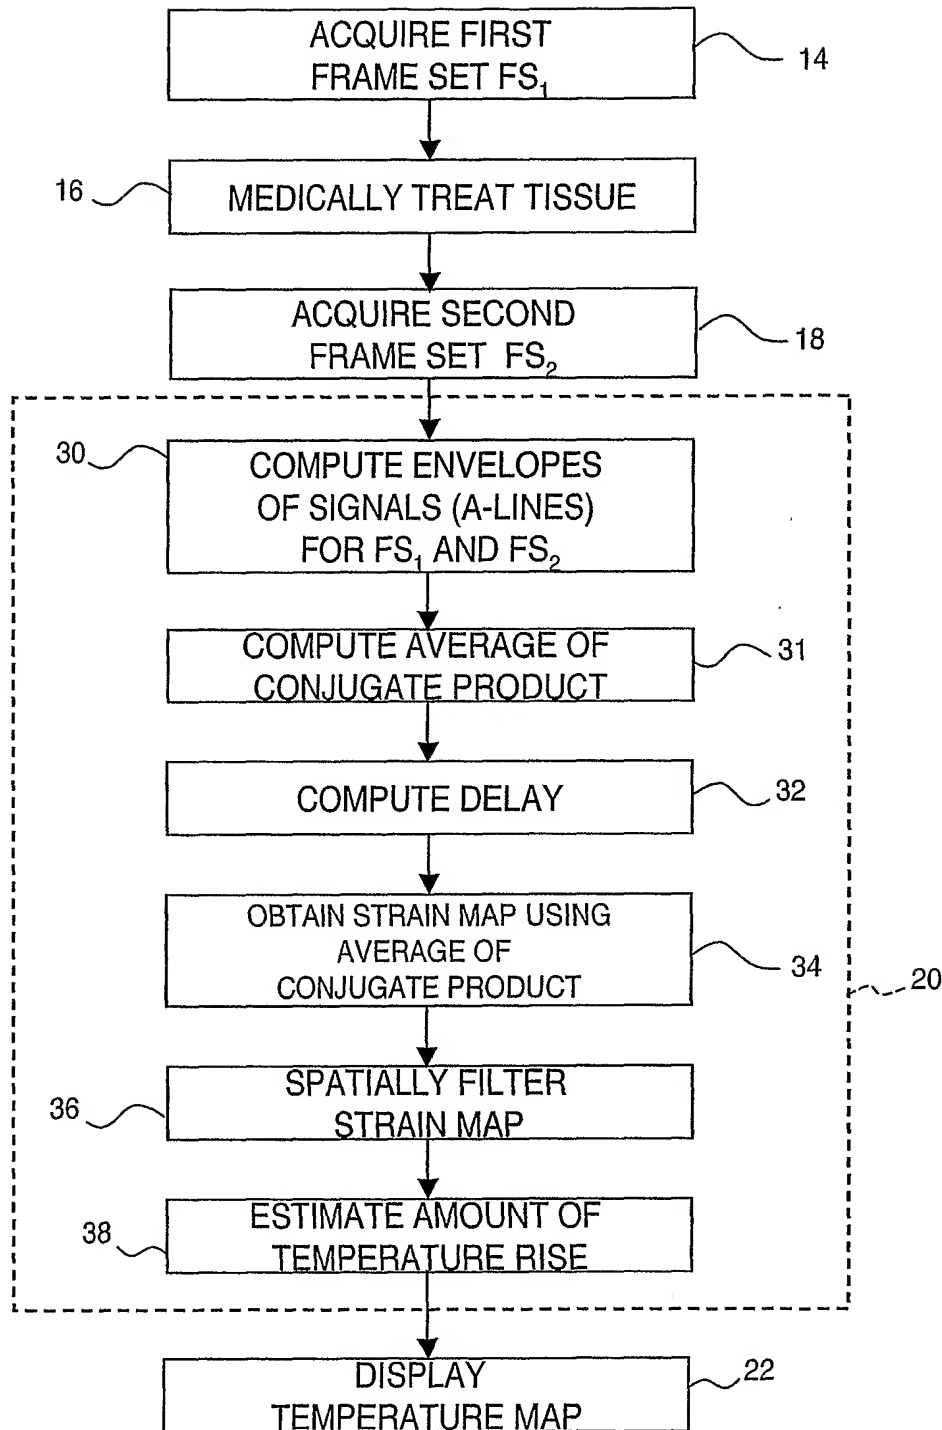 ACQUIRE FIRST
FRAME SET FS₁
14
16
MEDICALLY TREAT TISSUE
ACQUIRE SECOND
FRAME SET FS₂
18
30
COMPUTE ENVELOPES
OF SIGNALS (A-LINES)
FOR FS₁ AND FS₂
COMPUTE AVERAGE OF
CONJUGATE PRODUCT
31
COMPUTE DELAY
32
OBTAIN STRAIN MAP USING
AVERAGE OF
CONJUGATE PRODUCT
34
20
36
SPATIALLY FILTER
STRAIN MAP
38
ESTIMATE AMOUNT OF
TEMPERATURE RISE
DISPLAY
TEMPERATURE MAP
22